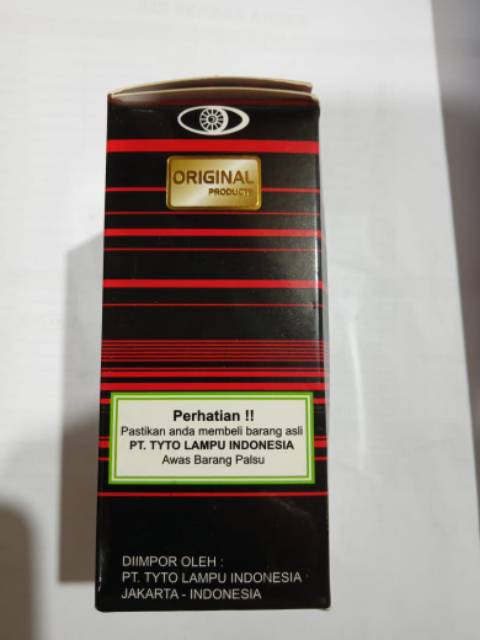 ORIGINAL
PRODUCTS
Perhatian !!
Pastikan anda membeli barang asli
PT. TYTO LAMPU INDONESIA
Awas Barang Palsu
DIIMPOR OLEH :
PT. TYTO LAMPU INDONESIA
JAKARTA - INDONESIA